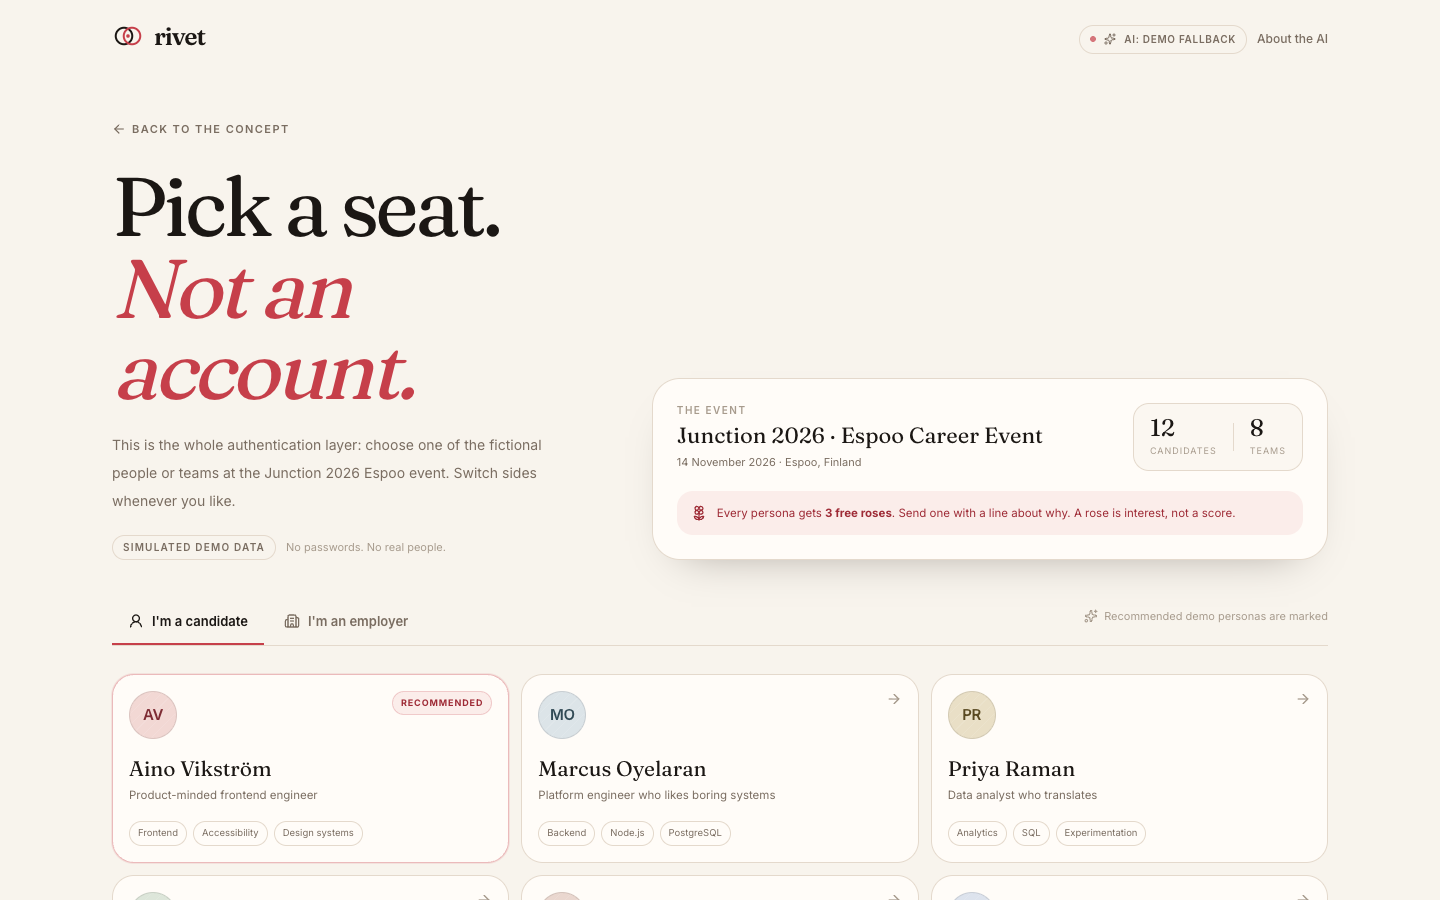 rivet
AI: DEMO FALLBACK
About the AI
BACK TO THE CONCEPT
Pick a seat.
Not an
account.
This is the whole authentication layer: choose one of the fictional
people or teams at the Junction 2026 Espoo event. Switch sides
whenever you like.
SIMULATED DEMO DATA
No passwords. No real people.
THE EVENT
Junction 2026 · Espoo Career Event
14 November 2026 · Espoo, Finland
12
CANDIDATES
8
TEAMS
Every persona gets 3 free roses. Send one with a line about why. A rose is interest, not a score.
I'm a candidate
I'm an employer
Recommended demo personas are marked
AV
RECOMMENDED
Aino Vikström
Product-minded frontend engineer
Frontend
Accessibility
Design systems
MO
Marcus Oyelaran
Platform engineer who likes boring systems
Backend
Node.js
PostgreSQL
PR
Priya Raman
Data analyst who translates
Analytics
SQL
Experimentation